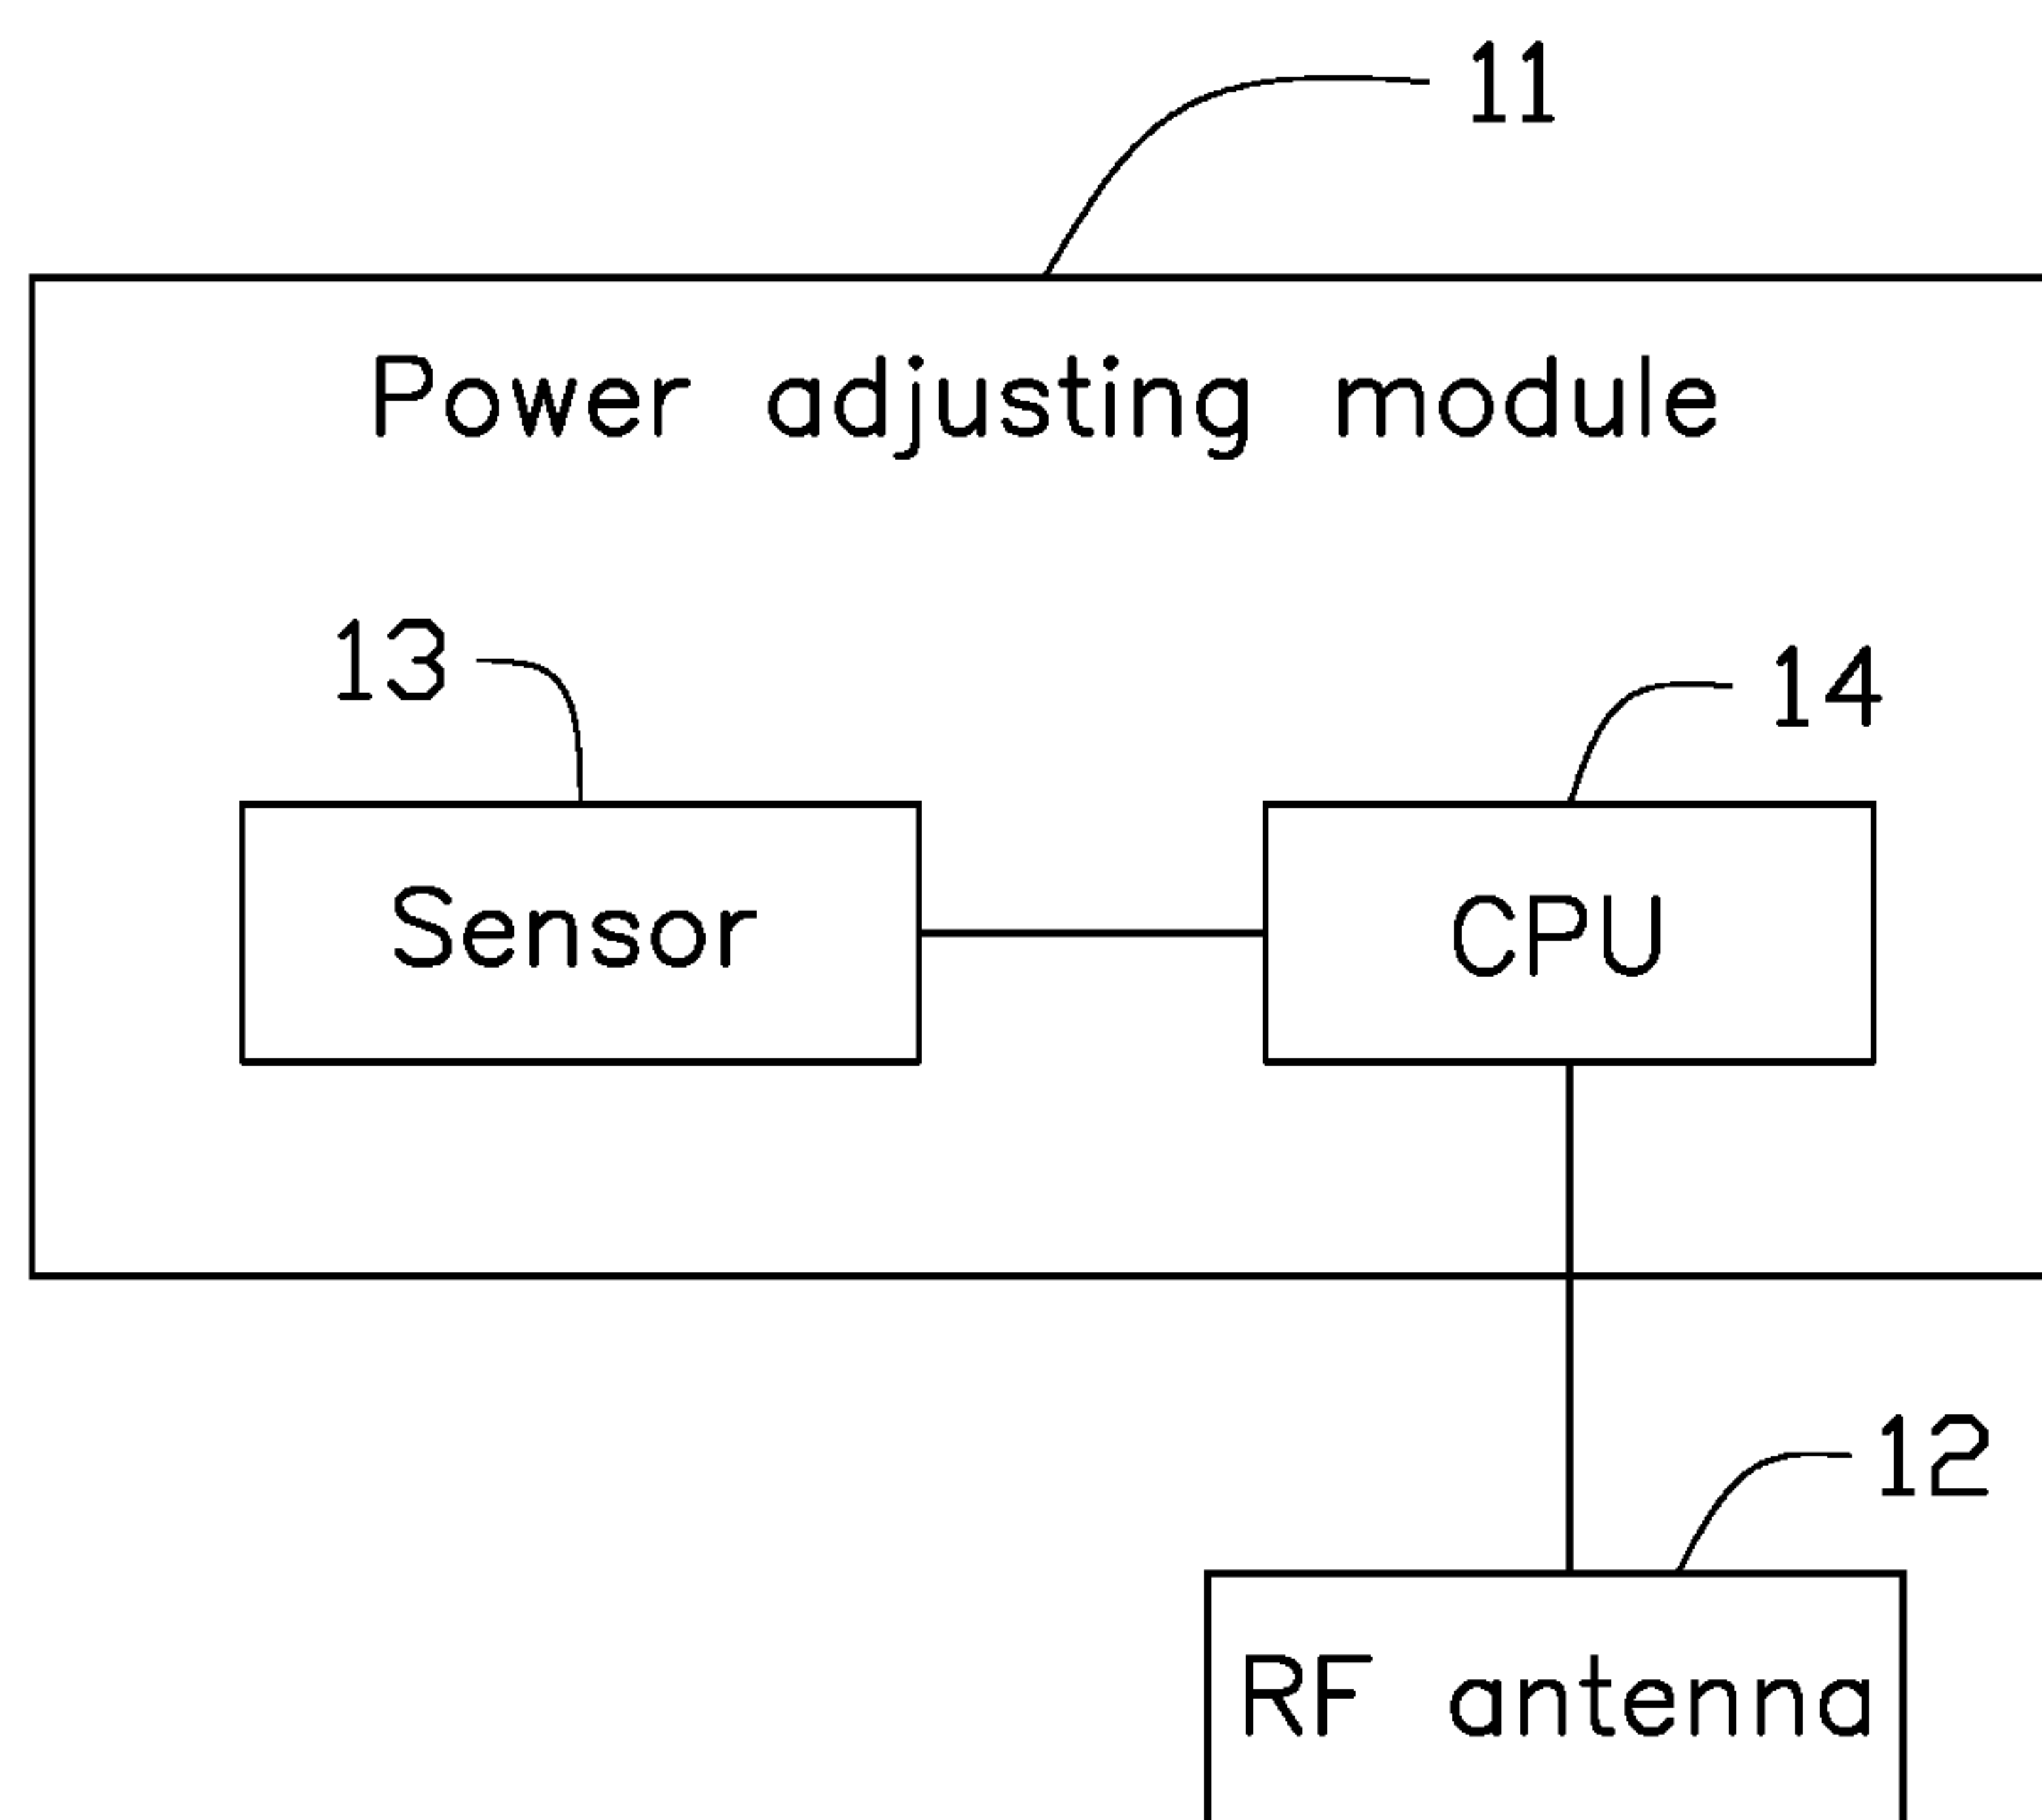 11
Power adjusting module
13
14
Sensor
CPU
12
RF antenna